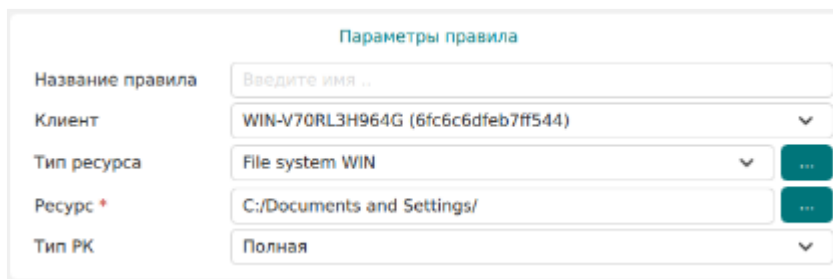 Параметры правила
Название правила Введите имя ..
Клиент WIN-V70RL3H964G (6fc6c6dfeb7ff544)
Тип ресурса File system WIN ...
Ресурс * C:/Documents and Settings/ ...
Тип РК Полная